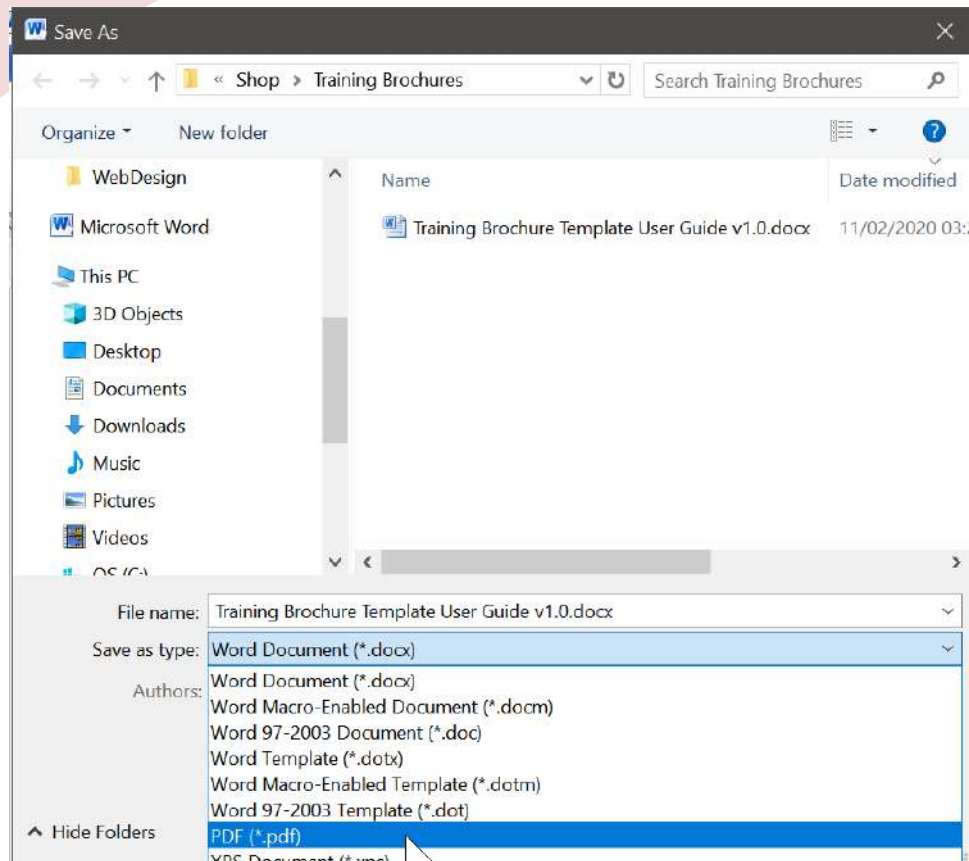 Save As
« Shop > Training Brochures
Search Training Brochures
Organize
New folder
Name
Date modified
WebDesign
Training Brochure Template User Guide v1.0.docx
11/02/2020 03:
Microsoft Word
This PC
3D Objects
Desktop
Documents
Downloads
Music
Pictures
Videos
OS (C:)
File name: Training Brochure Template User Guide v1.0.docx
Save as type: Word Document (*.docx)
Authors:
Word Document (*.docx)
Word Macro-Enabled Document (*.docm)
Word 97-2003 Document (*.doc)
Word Template (*.dotx)
Word Macro-Enabled Template (*.dotm)
Word 97-2003 Template (*.dot)
Hide Folders
PDF (*.pdf)
XPS Document (*.xps)